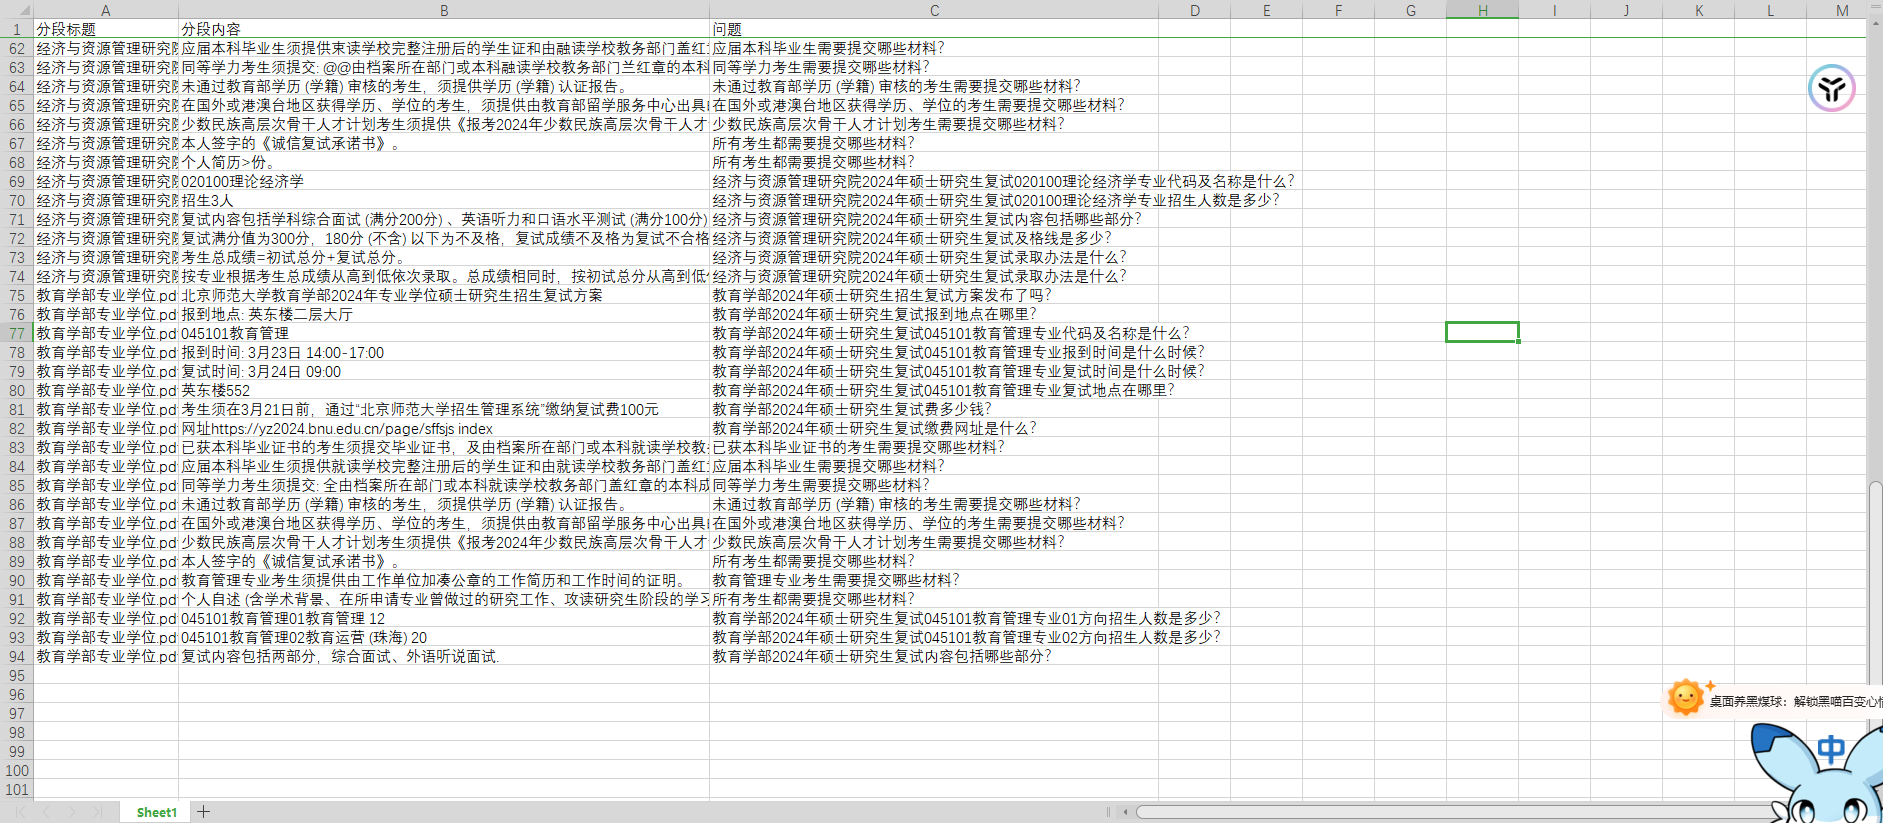 A B C D E F G H I J K L M
1 分段标题 分段内容 问题
62 经济与资源管理研究院 应届本科毕业生须提供束读学校完整注册后的学生证和由融读学校教务部门盖红 应届本科毕业生需要提交哪些材料?
63 经济与资源管理研究院 同等学力考生须提交: @@由档案所在部门或本科融读学校教务部门兰红章的本科 同等学力考生需要提交哪些材料?
64 经济与资源管理研究院 未通过教育部学历 (学籍) 审核的考生，须提供学历 (学籍) 认证报告。 未通过教育部学历 (学籍) 审核的考生需要提交哪些材料?
65 经济与资源管理研究院 在国外或港澳台地区获得学历、学位的考生，须提供由教育部留学服务中心出具 在国外或港澳台地区获得学历、学位的考生需要提交哪些材料?
66 经济与资源管理研究院 少数民族高层次骨干人才计划考生须提供《报考2024年少数民族高层次骨干人才 少数民族高层次骨干人才计划考生需要提交哪些材料?
67 经济与资源管理研究院 本人签字的《诚信复试承诺书》。 所有考生都需要提交哪些材料?
68 经济与资源管理研究院 个人简历>份。 所有考生都需要提交哪些材料?
69 经济与资源管理研究院 020100理论经济学 经济与资源管理研究院2024年硕士研究生复试020100理论经济学专业代码及名称是什么?
70 经济与资源管理研究院 招生3人 经济与资源管理研究院2024年硕士研究生复试020100理论经济学专业招生人数是多少?
71 经济与资源管理研究院 复试内容包括学科综合面试 (满分200分) 、英语听力和口语水平测试 (满分100分) 经济与资源管理研究院2024年硕士研究生复试内容包括哪些部分?
72 经济与资源管理研究院 复试满分值为300分，180分 (不含) 以下为不及格，复试成绩不及格为复试不合格 经济与资源管理研究院2024年硕士研究生复试及格线是多少?
73 经济与资源管理研究院 考生总成绩=初试总分+复试总分。 经济与资源管理研究院2024年硕士研究生复试录取办法是什么?
74 经济与资源管理研究院 按专业根据考生总成绩从高到低依次录取。总成绩相同时，按初试总分从高到低 经济与资源管理研究院2024年硕士研究生复试录取办法是什么?
75 教育学部专业学位.pd 北京师范大学教育学部2024年专业学位硕士研究生招生复试方案 教育学部2024年硕士研究生招生复试方案发布了吗?
76 教育学部专业学位.pd 报到地点: 英东楼二层大厅 教育学部2024年硕士研究生复试报到地点在哪里?
77 教育学部专业学位.pd 045101教育管理 教育学部2024年硕士研究生复试045101教育管理专业代码及名称是什么?
78 教育学部专业学位.pd 报到时间: 3月23日 14:00-17:00 教育学部2024年硕士研究生复试045101教育管理专业报到时间是什么时候?
79 教育学部专业学位.pd 复试时间: 3月24日 09:00 教育学部2024年硕士研究生复试045101教育管理专业复试时间是什么时候?
80 教育学部专业学位.pd 英东楼552 教育学部2024年硕士研究生复试045101教育管理专业复试地点在哪里?
81 教育学部专业学位.pd 考生须在3月21日前，通过“北京师范大学招生管理系统”缴纳复试费100元 教育学部2024年硕士研究生复试费多少钱?
82 教育学部专业学位.pd 网址https://yz2024.bnu.edu.cn/page/sffsjs index 教育学部2024年硕士研究生复试缴费网址是什么?
83 教育学部专业学位.pd 已获本科毕业证书的考生须提交毕业证书，及由档案所在部门或本科就读学校教 已获本科毕业证书的考生需要提交哪些材料?
84 教育学部专业学位.pd 应届本科毕业生须提供就读学校完整注册后的学生证和由就读学校教务部门盖红 应届本科毕业生需要提交哪些材料?
85 教育学部专业学位.pd 同等学力考生须提交: 全由档案所在部门或本科就读学校教务部门盖红章的本科成 同等学力考生需要提交哪些材料?
86 教育学部专业学位.pd 未通过教育部学历 (学籍) 审核的考生，须提供学历 (学籍) 认证报告。 未通过教育部学历 (学籍) 审核的考生需要提交哪些材料?
87 教育学部专业学位.pd 在国外或港澳台地区获得学历、学位的考生，须提供由教育部留学服务中心出具 在国外或港澳台地区获得学历、学位的考生需要提交哪些材料?
88 教育学部专业学位.pd 少数民族高层次骨干人才计划考生须提供《报考2024年少数民族高层次骨干人才 少数民族高层次骨干人才计划考生需要提交哪些材料?
89 教育学部专业学位.pd 本人签字的《诚信复试承诺书》。 所有考生都需要提交哪些材料?
90 教育学部专业学位.pd 教育管理专业考生须提供由工作单位加凑公章的工作简历和工作时间的证明。 教育管理专业考生需要提交哪些材料?
91 教育学部专业学位.pd 个人自述 (含学术背景、在所申请专业曾做过的研究工作、攻读研究生阶段的学习 所有考生都需要提交哪些材料?
92 教育学部专业学位.pd 045101教育管理01教育管理 12 教育学部2024年硕士研究生复试045101教育管理专业01方向招生人数是多少?
93 教育学部专业学位.pd 045101教育管理02教育运营 (珠海) 20 教育学部2024年硕士研究生复试045101教育管理专业02方向招生人数是多少?
94 教育学部专业学位.pd 复试内容包括两部分，综合面试、外语听说面试. 教育学部2024年硕士研究生复试内容包括哪些部分?
95
96
97
98
99
100
101
桌面养黑煤球：解锁黑喵百变心情
中
Sheet1